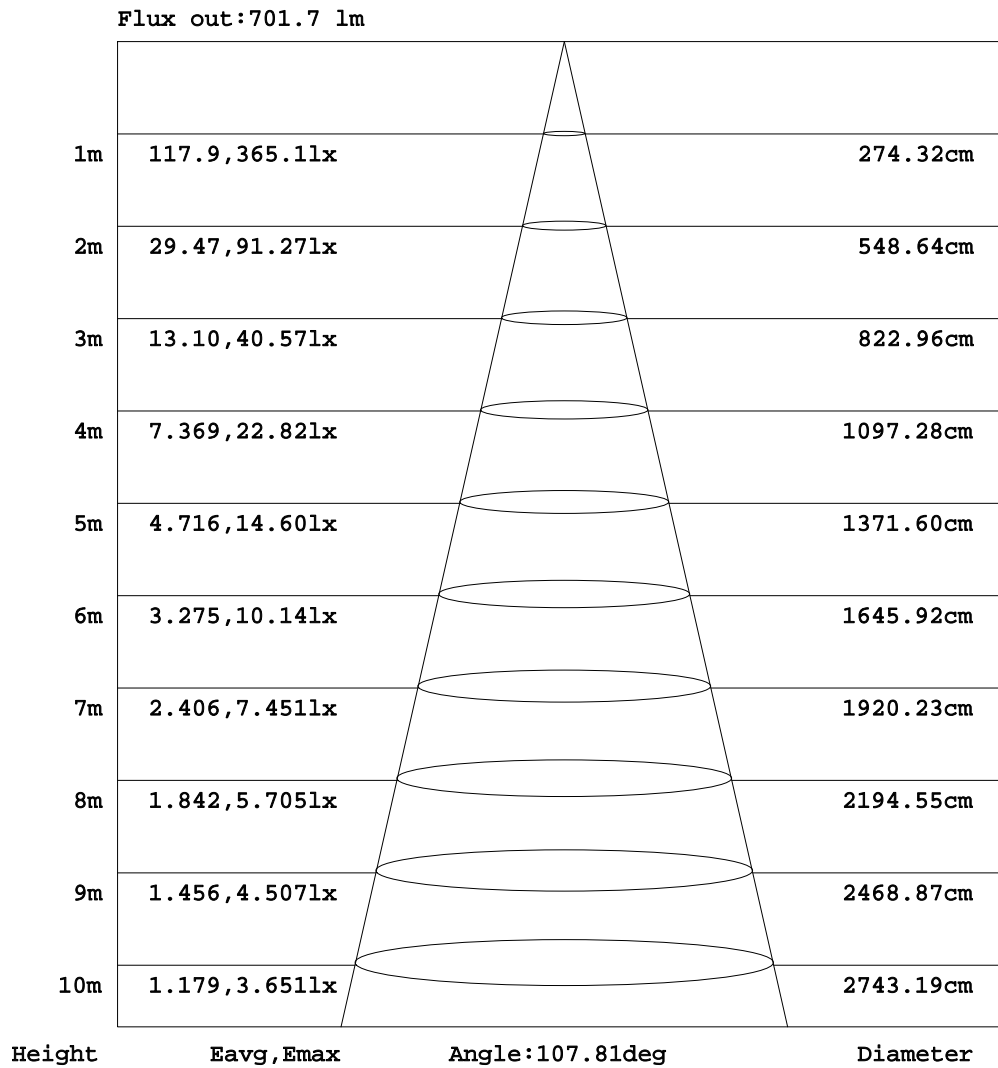 Flux out:701.7 lm
1m 117.9,365.1lx 274.32cm
2m 29.47,91.27lx 548.64cm
3m 13.10,40.57lx 822.96cm
4m 7.369,22.82lx 1097.28cm
5m 4.716,14.60lx 1371.60cm
6m 3.275,10.14lx 1645.92cm
7m 2.406,7.451lx 1920.23cm
8m 1.842,5.705lx 2194.55cm
9m 1.456,4.507lx 2468.87cm
10m 1.179,3.651lx 2743.19cm
Height Eavg,Emax Angle:107.81deg Diameter